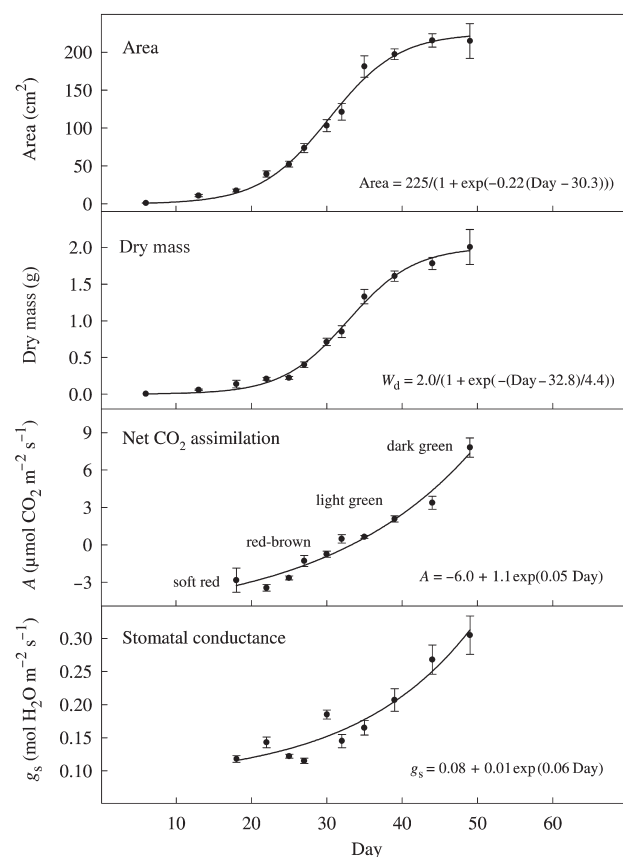 Area
Area (cm²)
200
150
100
50
0
Area = 225/(1 + exp(−0.22 (Day − 30.3)))
Dry mass
Dry mass (g)
2.0
1.5
1.0
0.5
0.0
W_d = 2.0/(1 + exp(−(Day − 32.8)/4.4))
Net CO₂ assimilation
A (µmol CO₂ m⁻² s⁻¹)
9
6
3
0
−3
dark green
light green
red-brown
soft red
A = −6.0 + 1.1 exp(0.05 Day)
Stomatal conductance
g_s (mol H₂O m⁻² s⁻¹)
0.30
0.25
0.20
0.15
0.10
g_s = 0.08 + 0.01 exp(0.06 Day)
10 20 30 40 50 60
Day